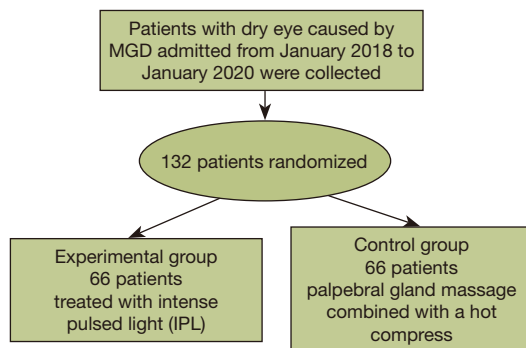 Patients with dry eye caused by
MGD admitted from January 2018 to
January 2020 were collected
132 patients randomized
Experimental group
66 patients
treated with intense
pulsed light (IPL)
Control group
66 patients
palpebral gland massage
combined with a hot
compress